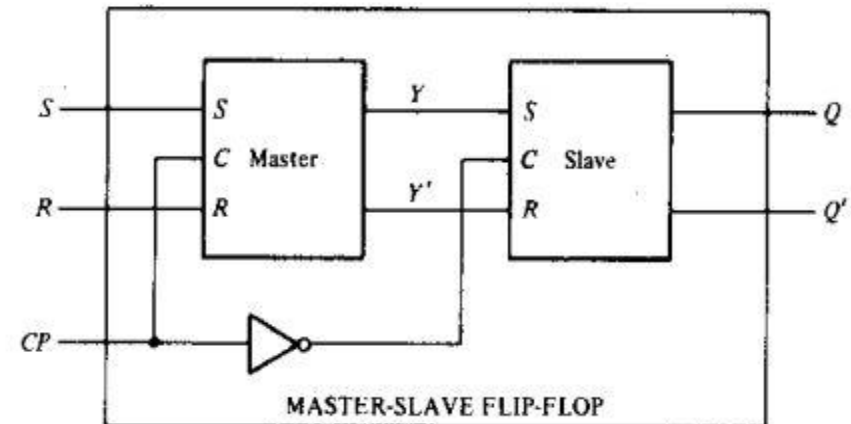 S
S
Y
S
Q
C Master
C Slave
R
R
Y'
R
Q'
CP
MASTER-SLAVE FLIP-FLOP